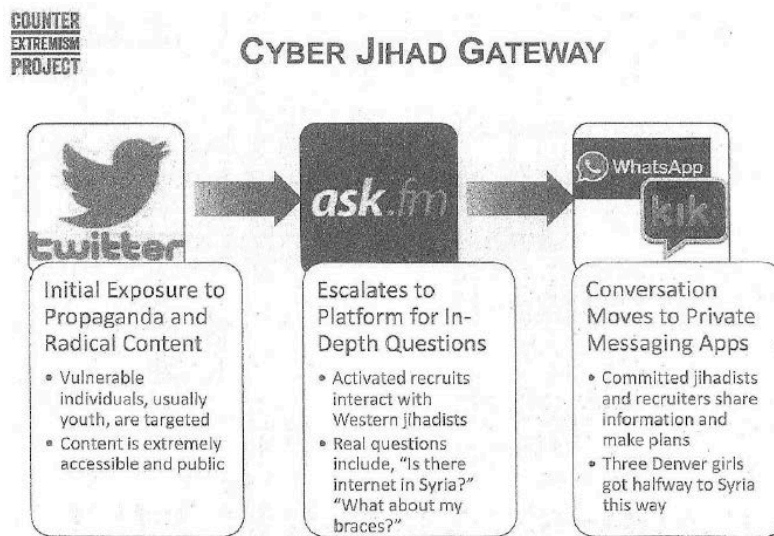 COUNTER
EXTREMISM
PROJECT
CYBER JIHAD GATEWAY
twitter
ask.fm
WhatsApp
kik
Initial Exposure to
Propaganda and
Radical Content
• Vulnerable
individuals, usually
youth, are targeted
• Content is extremely
accessible and public
Escalates to
Platform for In-
Depth Questions
• Activated recruits
interact with
Western jihadists
• Real questions
include, “Is there
internet in Syria?”
“What about my
braces?”
Conversation
Moves to Private
Messaging Apps
• Committed jihadists
and recruiters share
information and
make plans
• Three Denver girls
got halfway to Syria
this way